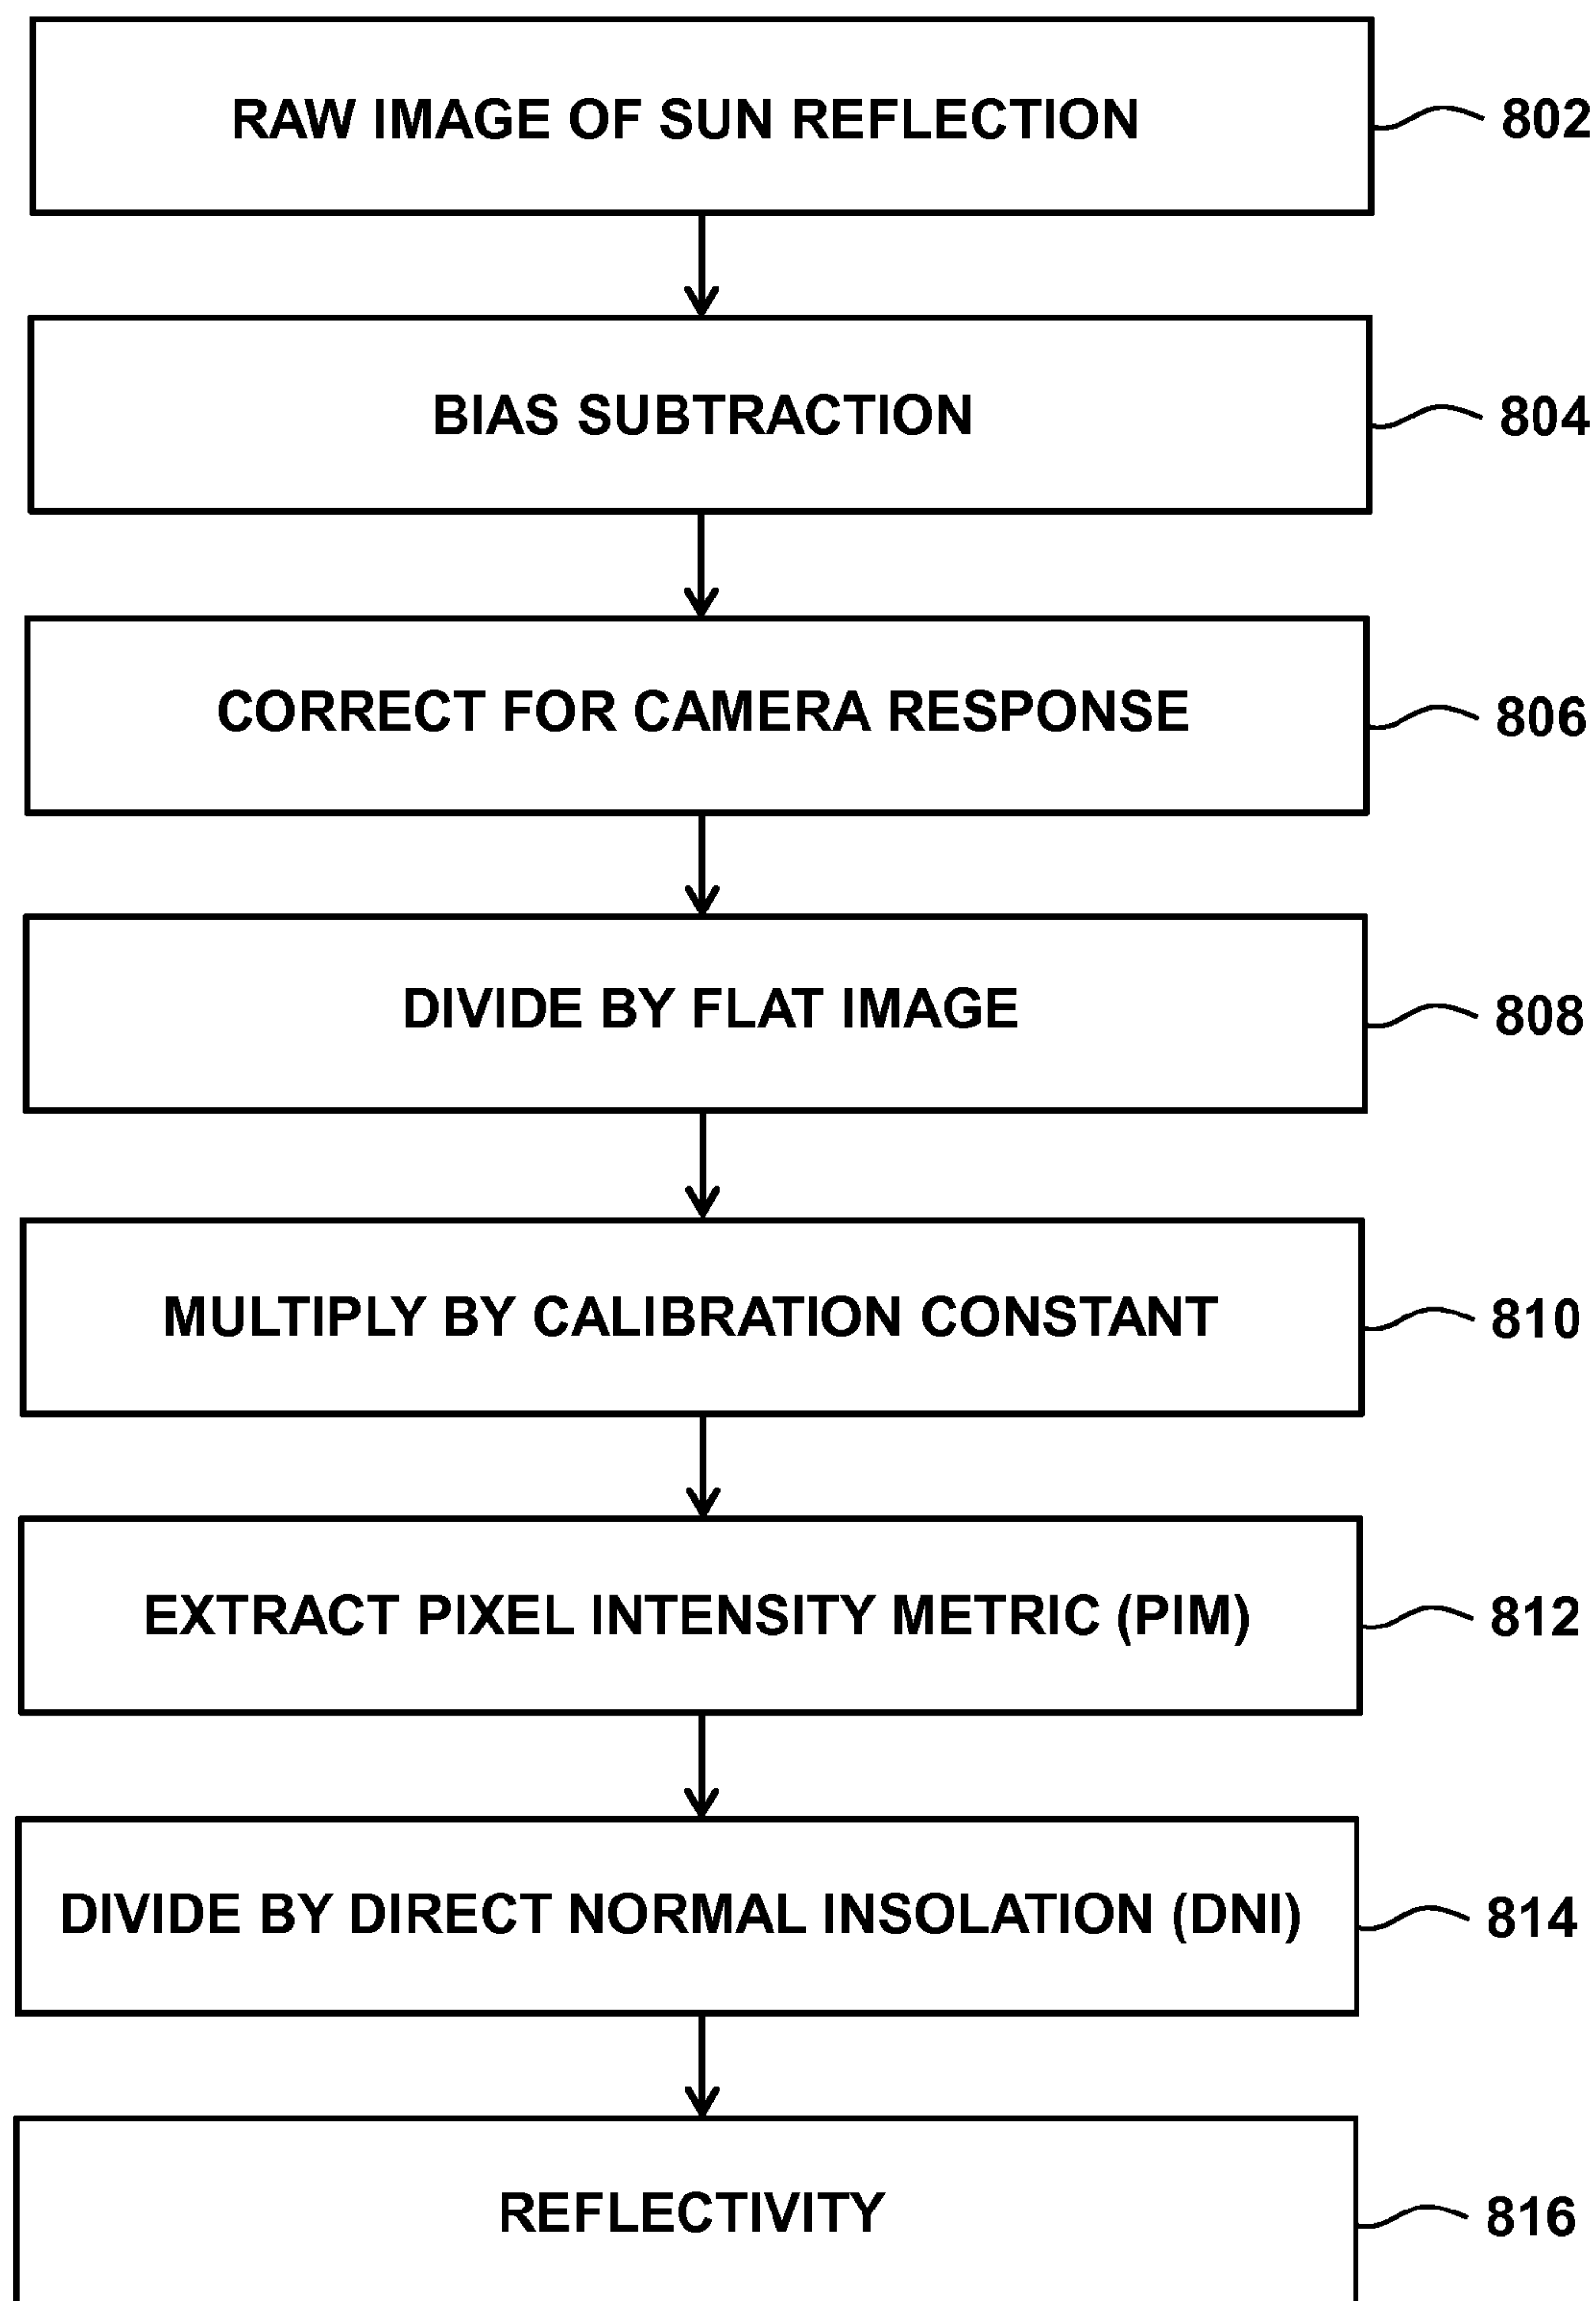 RAW IMAGE OF SUN REFLECTION 802
BIAS SUBTRACTION 804
CORRECT FOR CAMERA RESPONSE 806
DIVIDE BY FLAT IMAGE 808
MULTIPLY BY CALIBRATION CONSTANT 810
EXTRACT PIXEL INTENSITY METRIC (PIM) 812
DIVIDE BY DIRECT NORMAL INSOLATION (DNI) 814
REFLECTIVITY 816